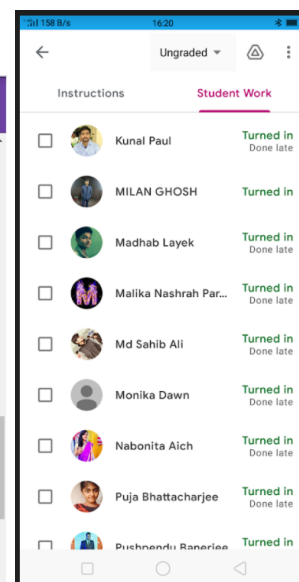 158 B/s 16:20
Ungraded
Instructions Student Work
Kunal Paul Turned in
Done late
MILAN GHOSH Turned in
Madhab Layek Turned in
Done late
Malika Nashrah Par... Turned in
Done late
Md Sahib Ali Turned in
Done late
Monika Dawn Turned in
Done late
Nabonita Aich Turned in
Done late
Puja Bhattacharjee Turned in
Done late
Pushpendu Banerjee Turned in